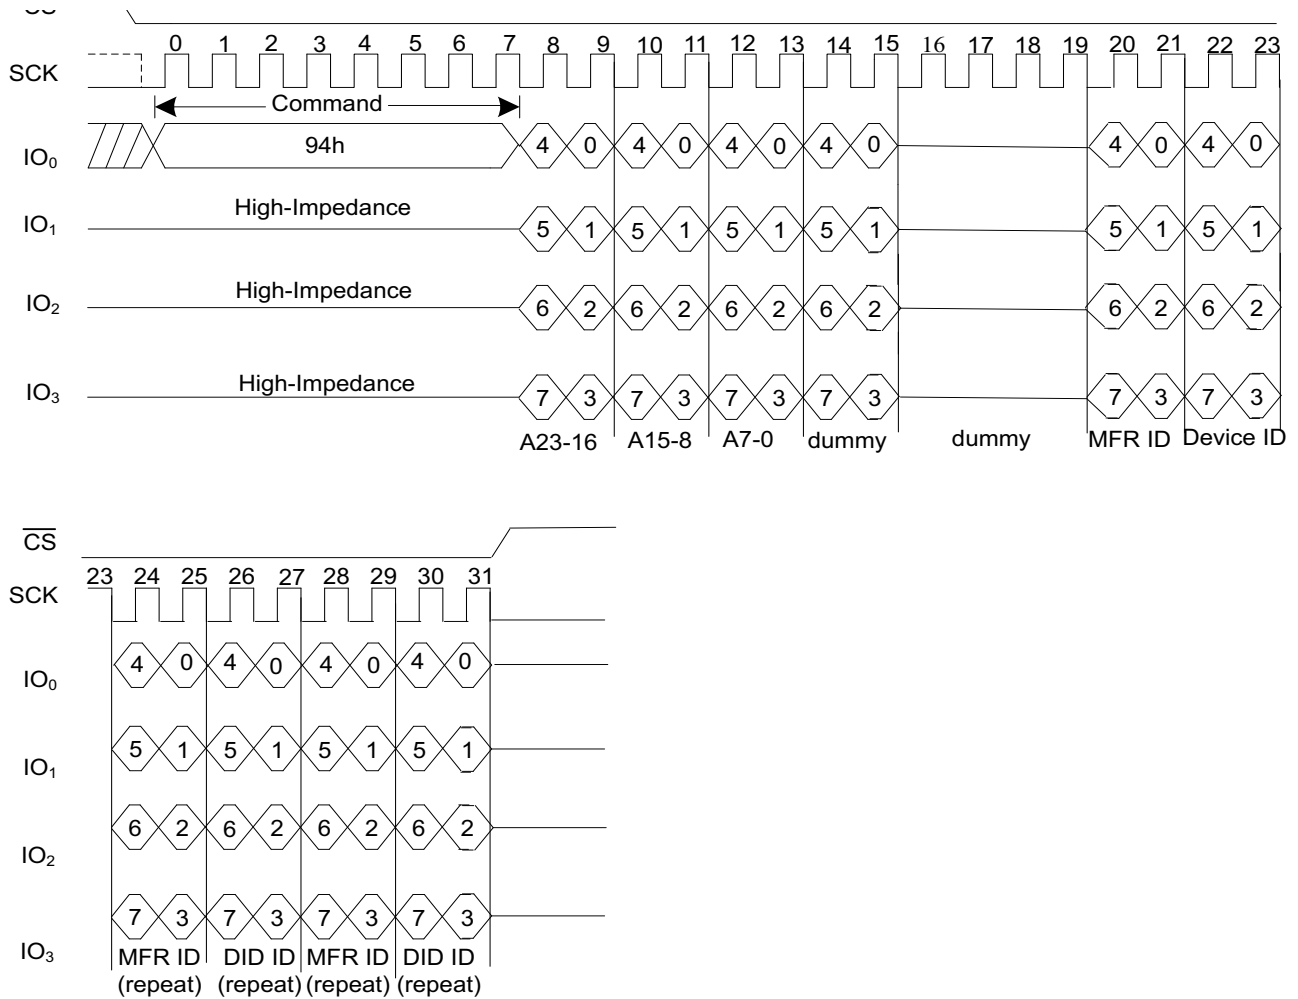 0 1 2 3 4 5 6 7 8 9 10 11 12 13 14 15 16 17 18 19 20 21 22 23
SCK
Command
IO0 94h 4 0 4 0 4 0 4 0 4 0 4 0
High-Impedance
IO1 5 1 5 1 5 1 5 1 5 1 5 1
High-Impedance
IO2 6 2 6 2 6 2 6 2 6 2 6 2
High-Impedance
IO3 7 3 7 3 7 3 7 3 7 3 7 3
A23-16 A15-8 A7-0 dummy dummy MFR ID Device ID
CS
23 24 25 26 27 28 29 30 31
SCK
IO0 4 0 4 0 4 0 4 0
IO1 5 1 5 1 5 1 5 1
IO2 6 2 6 2 6 2 6 2
IO3 7 3 7 3 7 3 7 3
MFR ID DID ID MFR ID DID ID
(repeat) (repeat) (repeat) (repeat)